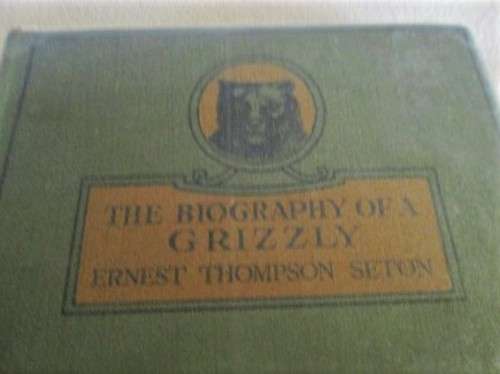 THE BIOGRAPHY OF A
GRIZZLY
ERNEST THOMPSON SETON